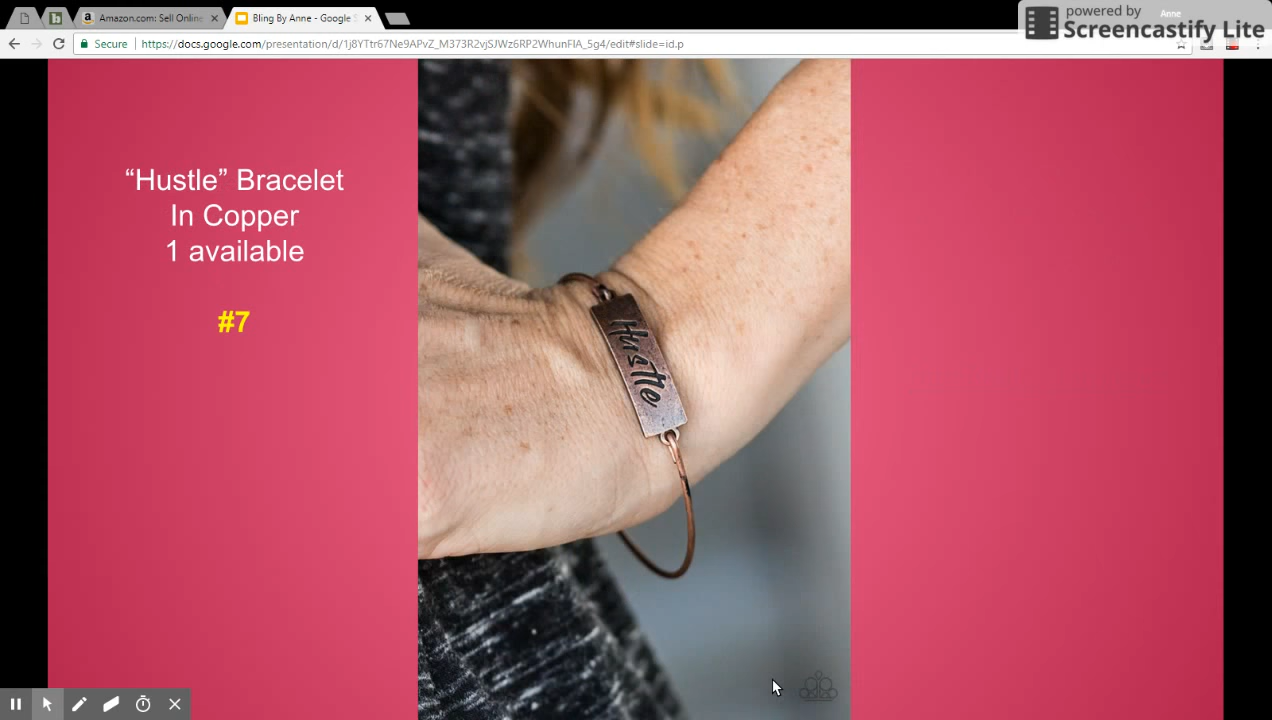 Amazon.com: Sell Online
Bling By Anne - Google S
Anne
powered by
Screencastify Lite
Secure
https://docs.google.com/presentation/d/1j8YTtr67Ne9APvZ_M373R2vjSJWz6RP2WhunFlA_5g4/edit#slide=id.p
“Hustle” Bracelet
In Copper
1 available
#7
Hustle